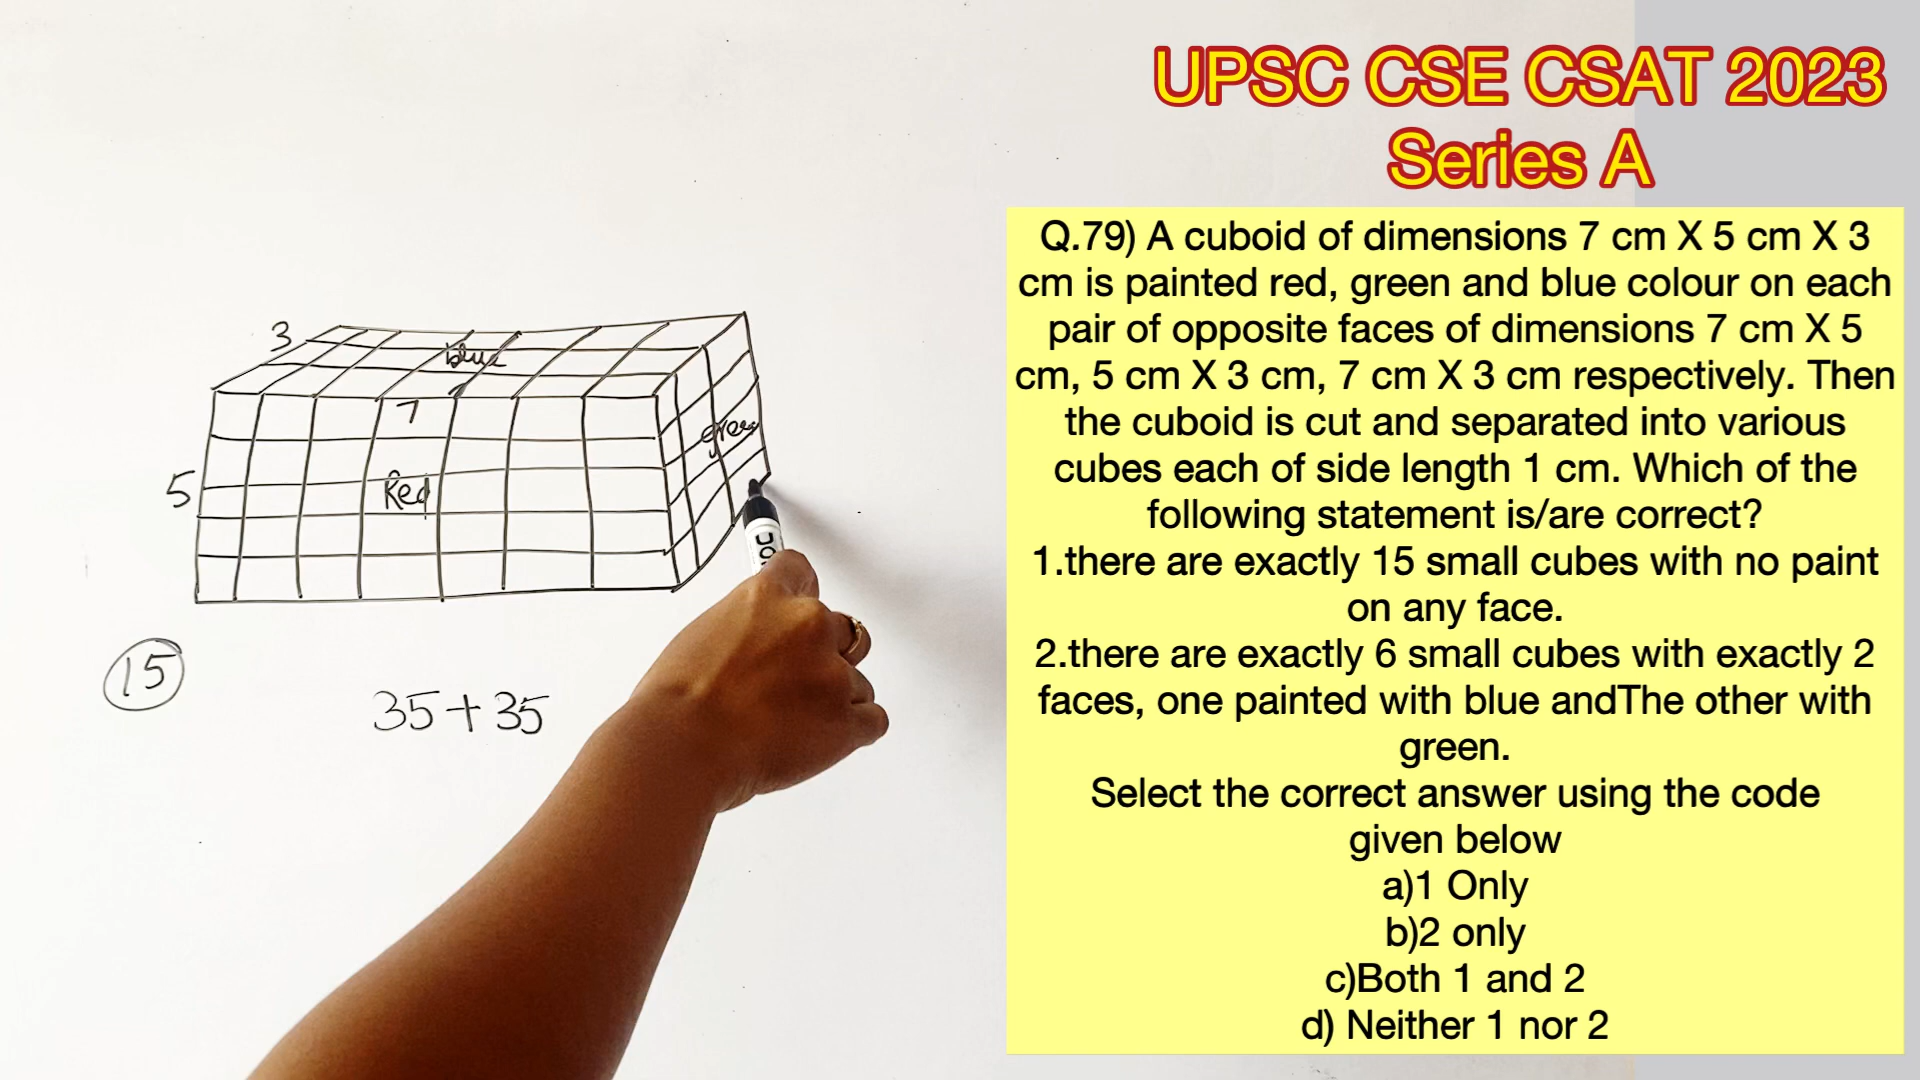 UPSC CSE CSAT 2023
Series A
Q.79) A cuboid of dimensions 7 cm X 5 cm X 3
cm is painted red, green and blue colour on each
pair of opposite faces of dimensions 7 cm X 5
cm, 5 cm X 3 cm, 7 cm X 3 cm respectively. Then
the cuboid is cut and separated into various
cubes each of side length 1 cm. Which of the
following statement is/are correct?
1.there are exactly 15 small cubes with no paint
on any face.
2.there are exactly 6 small cubes with exactly 2
faces, one painted with blue andThe other with
green.
Select the correct answer using the code
given below
a)1 Only
b)2 only
c)Both 1 and 2
d) Neither 1 nor 2
3
blue
7
green
5
Red
15
35+35